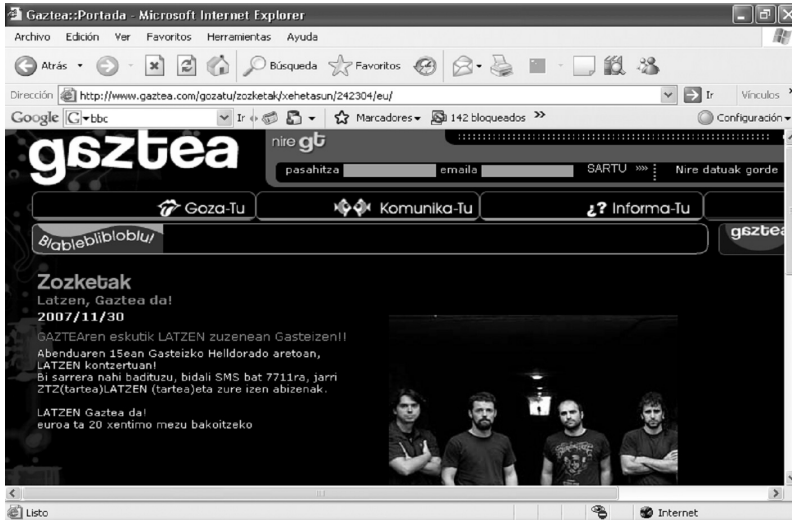 Gaztea::Portada - Microsoft Internet Explorer
Archivo Edición Ver Favoritos Herramientas Ayuda
Atrás Búsqueda Favoritos
Dirección http://www.gaztea.com/gozatu/zozketak/xehetasun/242304/eu/ Ir Vínculos »
Google G bbc Ir Marcadores 142 bloqueados » Configuración
gaztea
nire gt
pasahitza emaila SARTU »» Nire datuak gorde
Goza-Tu Komunika-Tu ¿? Informa-Tu
Blableblibloblu! gaztea
Zozketak
Latzen, Gaztea da!
2007/11/30
GAZTEAren eskutik LATZEN zuzenean Gasteizen!!
Abenduaren 15ean Gasteizko Helldorado aretoan,
LATZEN kontzertuan!
Bi sarrera nahi badituzu, bidali SMS bat 7711ra, jarri
ZTZ(tartea)LATZEN (tartea)eta zure izen abizenak.
LATZEN Gaztea da!
euroa ta 20 xentimo mezu bakoitzeko
Listo Internet